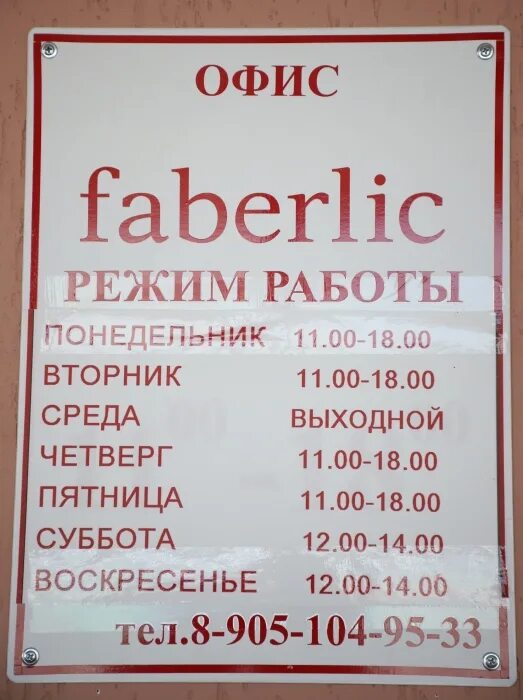 ОФИС
faberlic
РЕЖИМ РАБОТЫ
ПОНЕДЕЛЬНИК 11.00-18.00
ВТОРНИК 11.00-18.00
СРЕДА ВЫХОДНОЙ
ЧЕТВЕРГ 11.00-18.00
ПЯТНИЦА 11.00-18.00
СУББОТА 12.00-14.00
ВОСКРЕСЕНЬЕ 12.00-14.00
тел.8-905-104-95-33